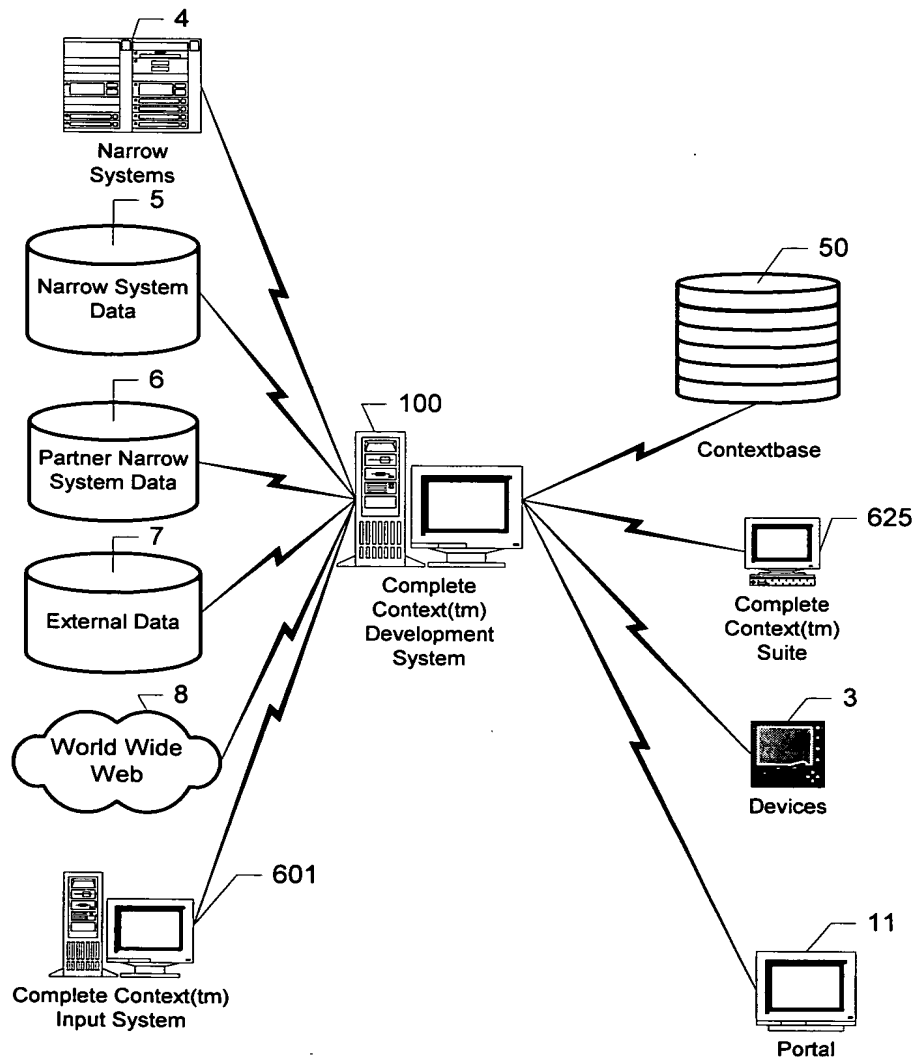 4
Narrow
Systems
5
Narrow System
Data
6
Partner Narrow
System Data
7
External Data
8
World Wide
Web
601
Complete Context(tm)
Input System
100
Complete
Context(tm)
Development
System
50
Contextbase
625
Complete
Context(tm)
Suite
3
Devices
11
Portal